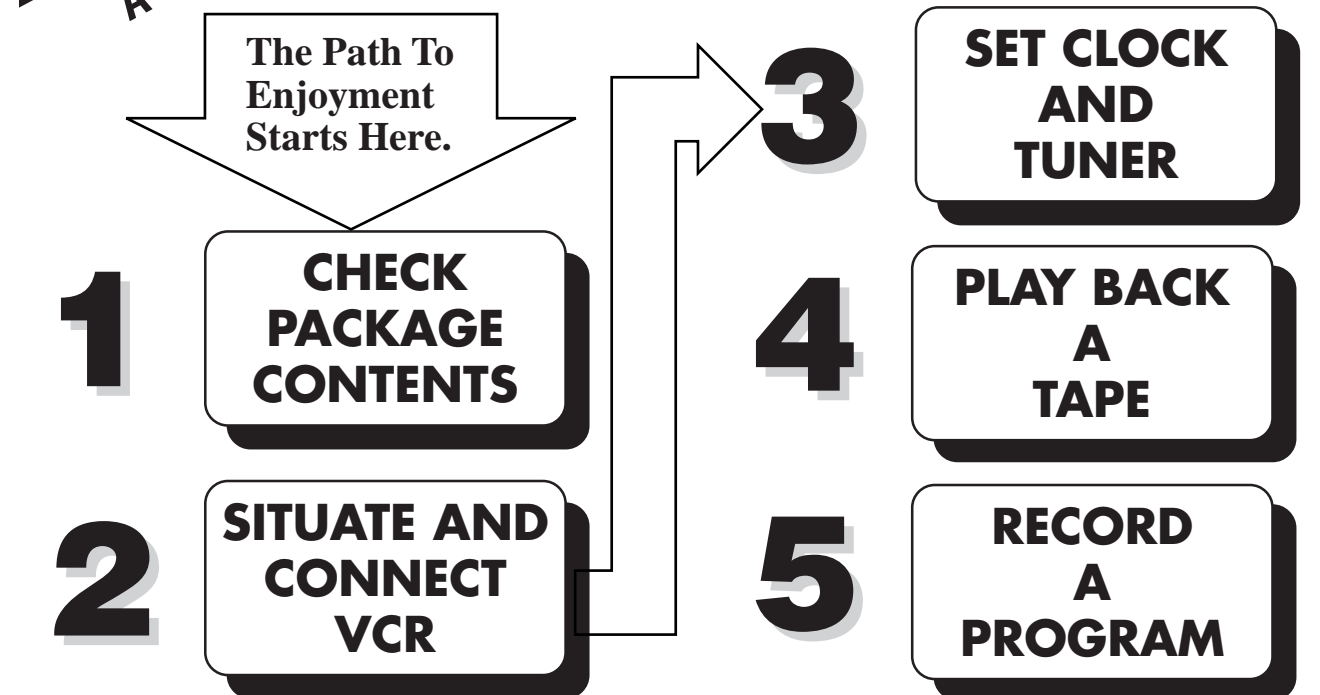 The Path To
Enjoyment
Starts Here.
1
CHECK
PACKAGE
CONTENTS
2
SITUATE AND
CONNECT
VCR
3
SET CLOCK
AND
TUNER
4
PLAY BACK
A
TAPE
5
RECORD
A
PROGRAM